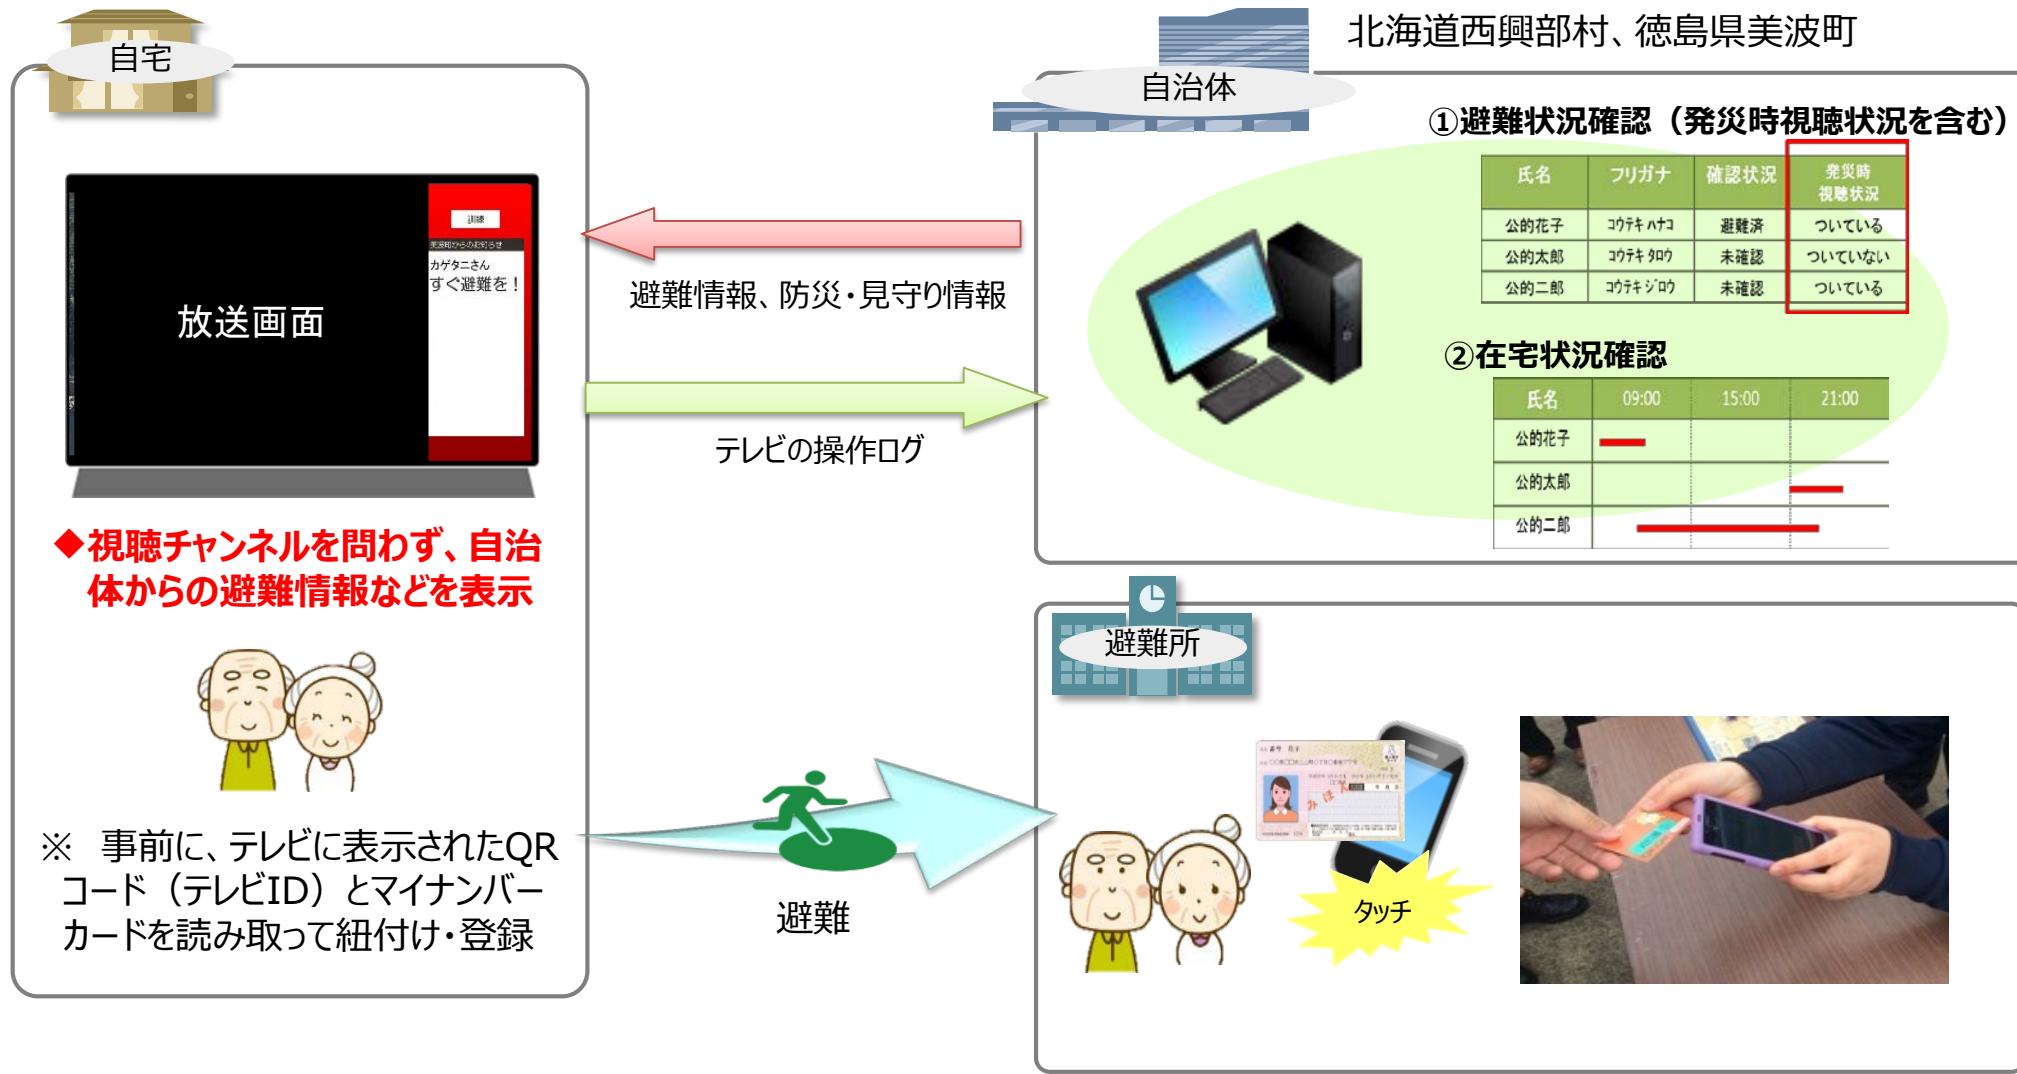 自宅
訓練
美波町からのお知らせ
カゲタニさん
すぐ避難を！
放送画面
◆視聴チャンネルを問わず、自治
体からの避難情報などを表示
※　事前に、テレビに表示されたQR
コード（テレビID）とマイナンバー
カードを読み取って紐付け・登録
避難情報、防災・見守り情報
テレビの操作ログ
避難
北海道西興部村、徳島県美波町
自治体
①避難状況確認（発災時視聴状況を含む）
氏名 フリガナ 確認状況 発災時
視聴状況
公的花子 コウテキ ハナコ 避難済 ついている
公的太郎 コウテキ タロウ 未確認 ついていない
公的二郎 コウテキ ジロウ 未確認 ついている
②在宅状況確認
氏名 09:00 15:00 21:00
公的花子
公的太郎
公的二郎
避難所
みほん
タッチ